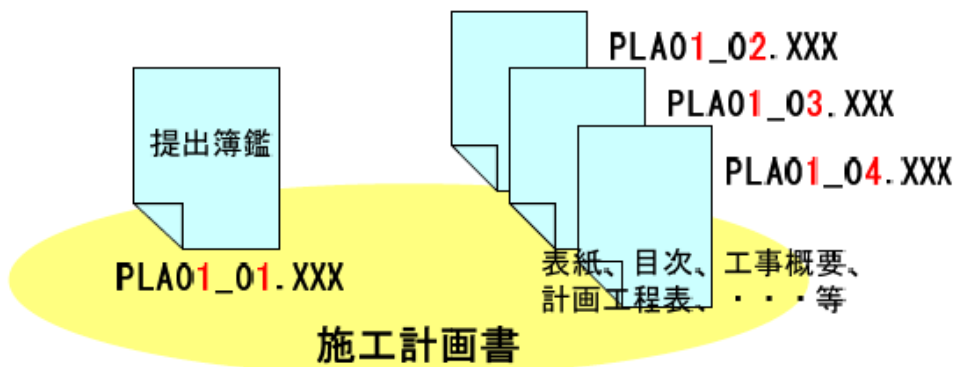 PLA01_02.XXX
PLA01_03.XXX
提出簿鑑
PLA01_04.XXX
PLA01_01.XXX
表紙、目次、工事概要、
計画工程表、・・・等
施工計画書